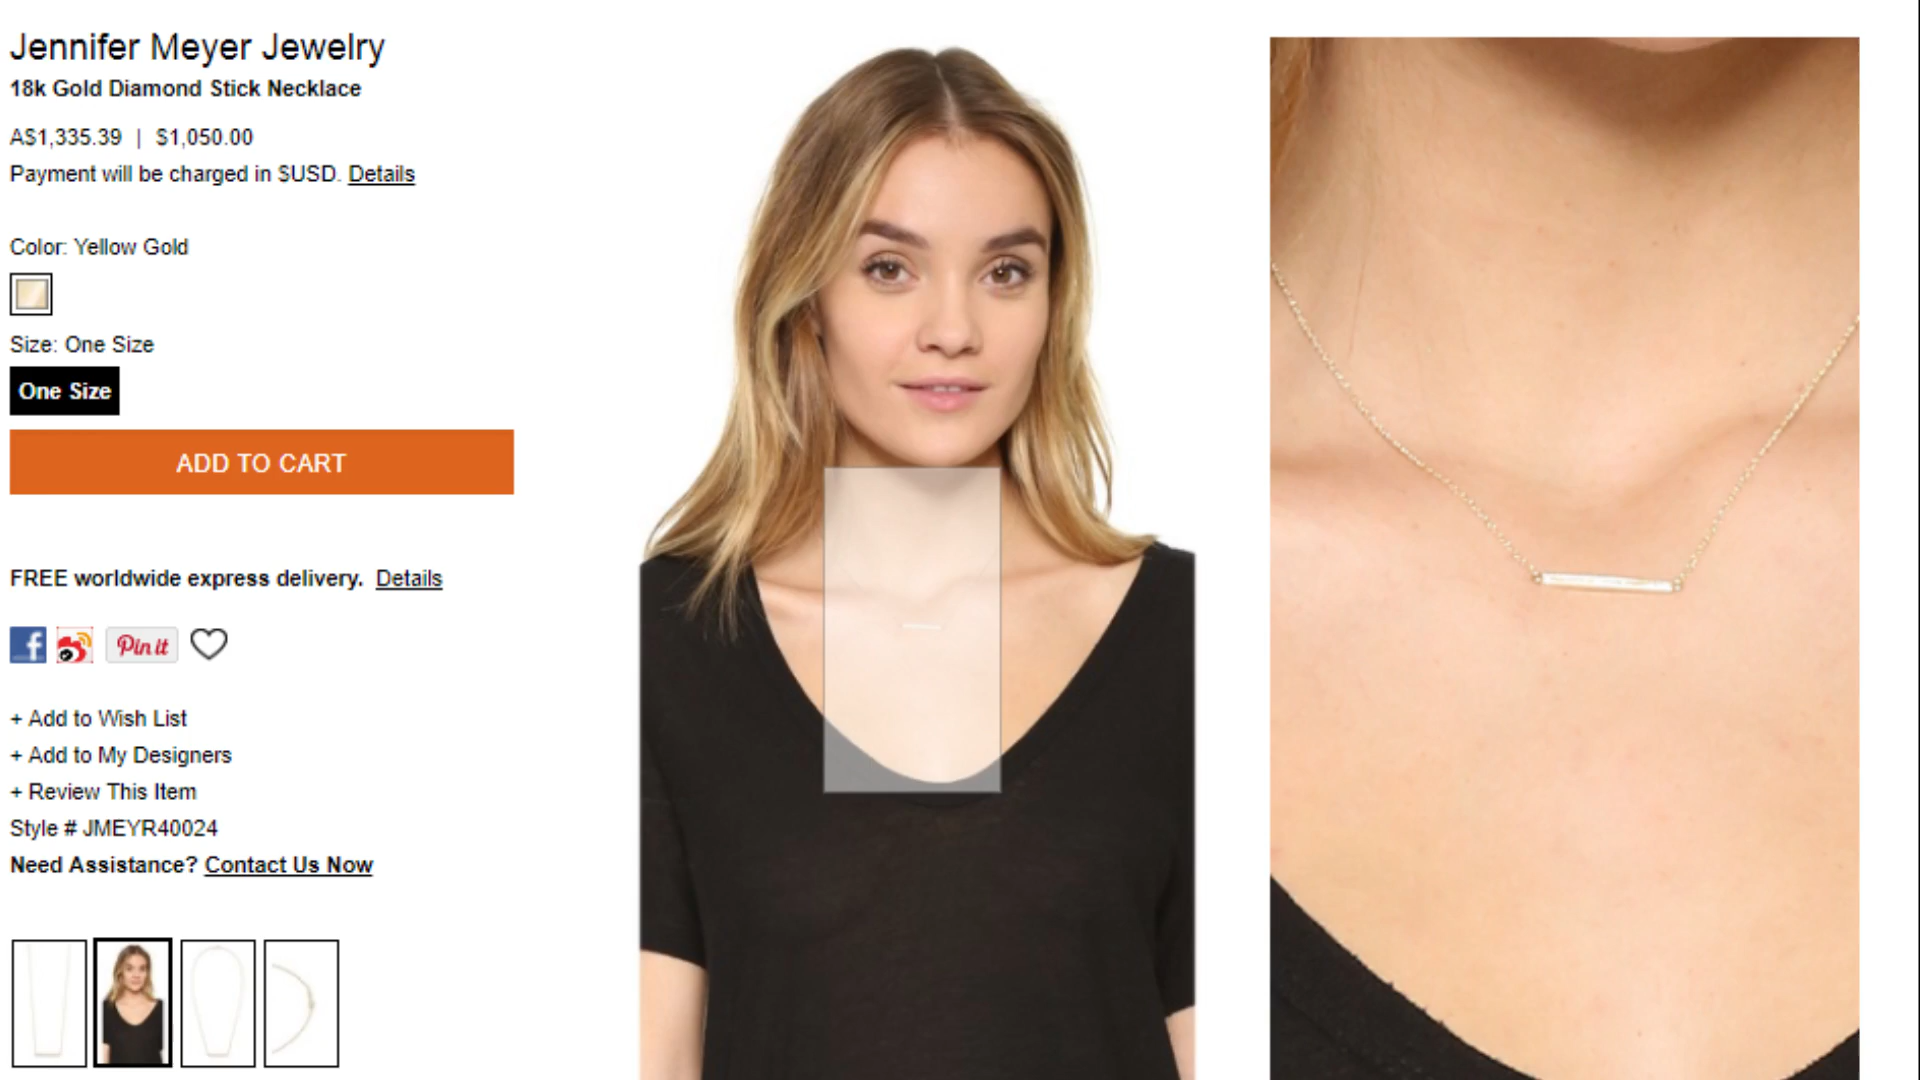 Jennifer Meyer Jewelry
18k Gold Diamond Stick Necklace
A$1,335.39 | $1,050.00
Payment will be charged in $USD. Details
Color: Yellow Gold
Size: One Size
One Size
ADD TO CART
FREE worldwide express delivery. Details
f
Pin it
+ Add to Wish List
+ Add to My Designers
+ Review This Item
Style # JMEYR40024
Need Assistance? Contact Us Now